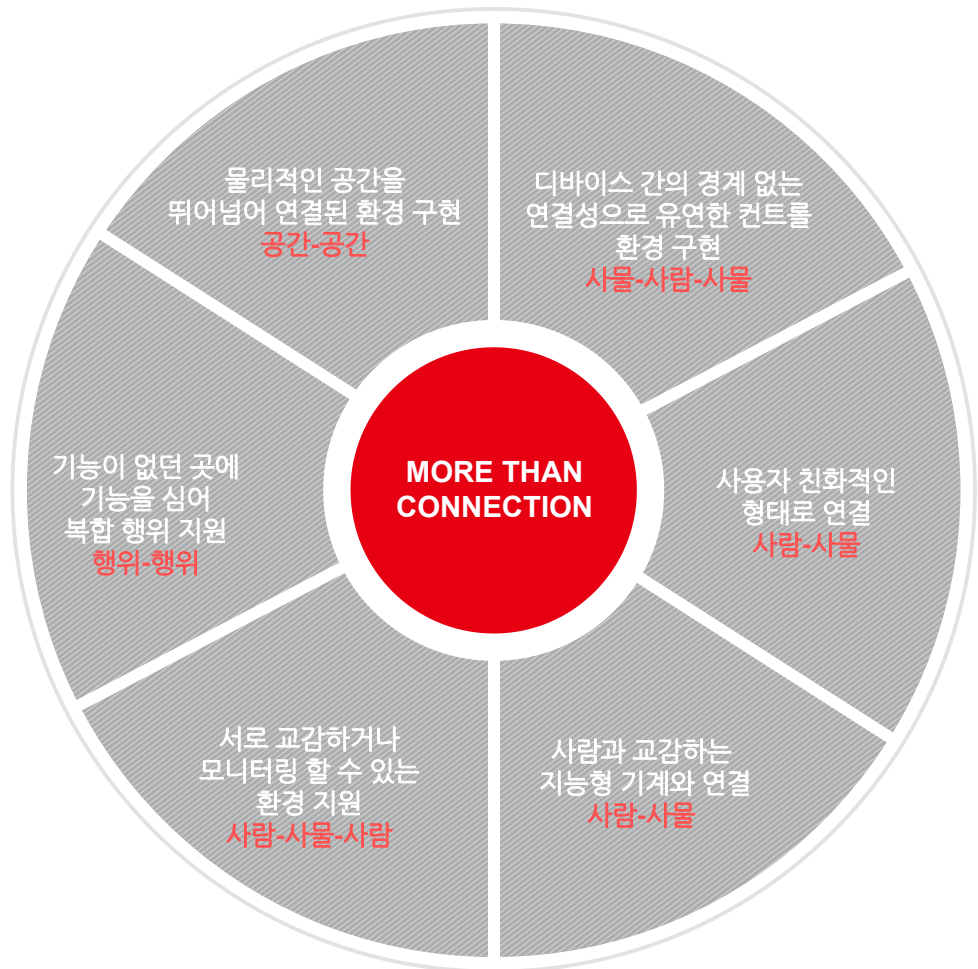 물리적인 공간을
뛰어넘어 연결된 환경 구현
공간-공간
디바이스 간의 경계 없는
연결성으로 유연한 컨트롤
환경 구현
사물-사람-사물
기능이 없던 곳에
기능을 심어
복합 행위 지원
행위-행위
MORE THAN
CONNECTION
사용자 친화적인
형태로 연결
사람-사물
서로 교감하거나
모니터링 할 수 있는
환경 지원
사람-사물-사람
사람과 교감하는
지능형 기계와 연결
사람-사물